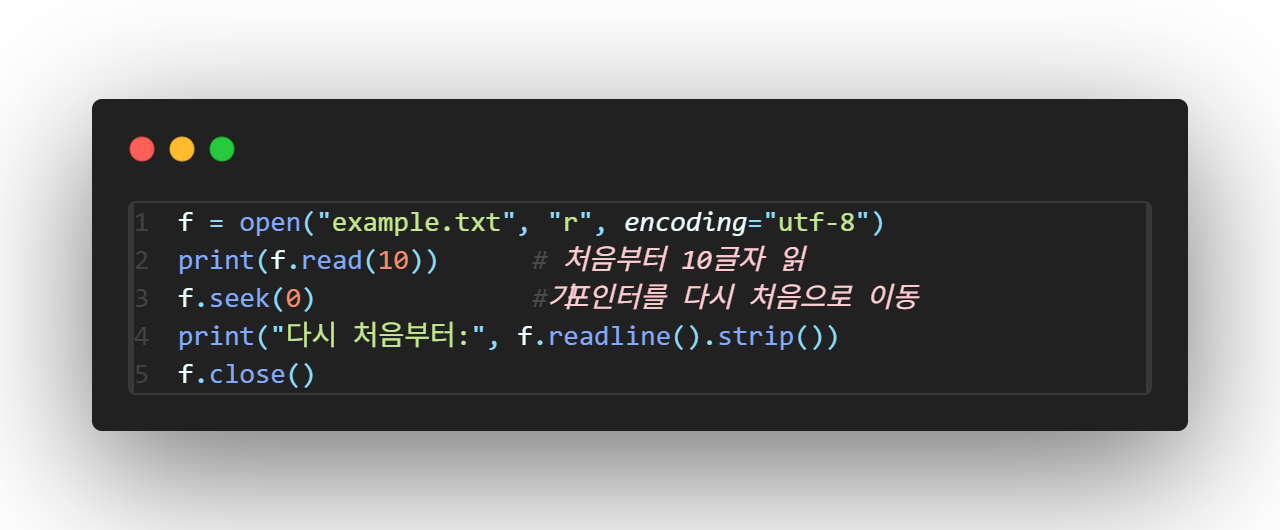 1 f = open("example.txt", "r", encoding="utf-8")
2 print(f.read(10))      # 처음부터 10글자 읽
3 f.seek(0)              #기포인터를 다시 처음으로 이동
4 print("다시 처음부터:", f.readline().strip())
5 f.close()